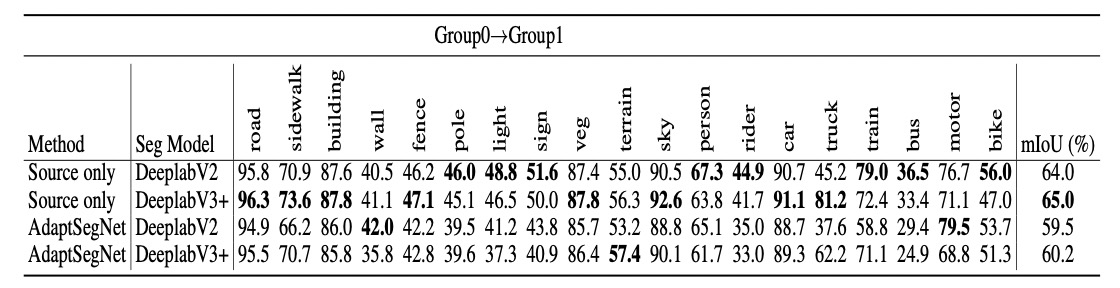 Group0→Group1
Method Seg Model road sidewalk building wall fence pole light sign veg terrain sky person rider car truck train bus motor bike mIoU (%)
Source only DeeplabV2 95.8 70.9 87.6 40.5 46.2 46.0 48.8 51.6 87.4 55.0 90.5 67.3 44.9 90.7 45.2 79.0 36.5 76.7 56.0 64.0
Source only DeeplabV3+ 96.3 73.6 87.8 41.1 47.1 45.1 46.5 50.0 87.8 56.3 92.6 63.8 41.7 91.1 81.2 72.4 33.4 71.1 47.0 65.0
AdaptSegNet DeeplabV2 94.9 66.2 86.0 42.0 42.2 39.5 41.2 43.8 85.7 53.2 88.8 65.1 35.0 88.7 37.6 58.8 29.4 79.5 53.7 59.5
AdaptSegNet DeeplabV3+ 95.5 70.7 85.8 35.8 42.8 39.6 37.3 40.9 86.4 57.4 90.1 61.7 33.0 89.3 62.2 71.1 24.9 68.8 51.3 60.2